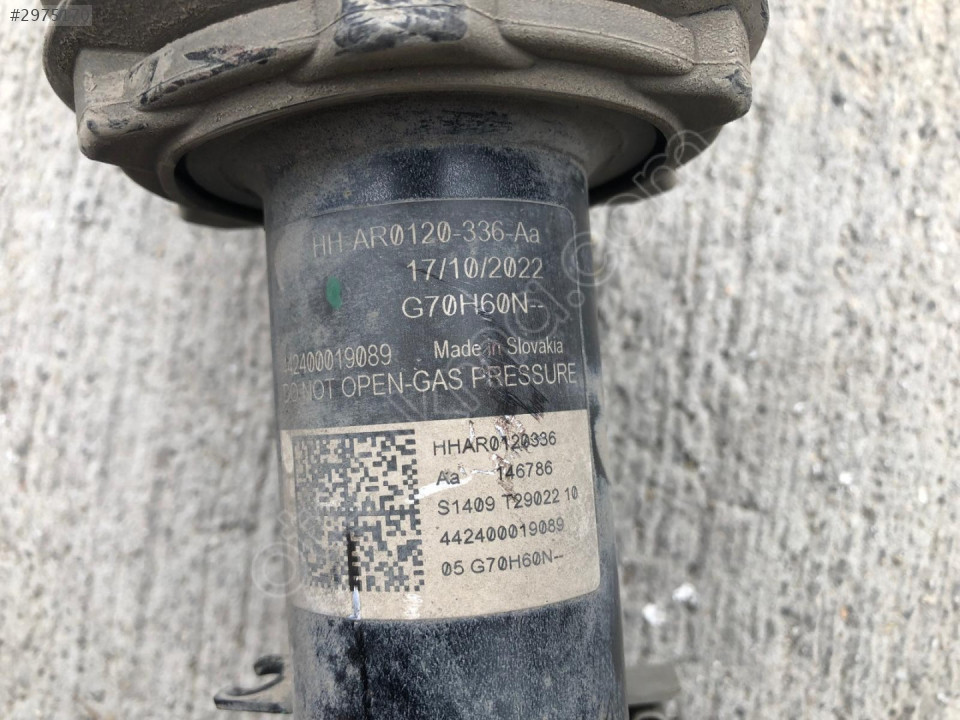 HH-AR0120-336-Aa
17/10/2022
G70H60N--
442400019089 Made in Slovakia
DO NOT OPEN-GAS PRESSURE
HHAR0120336
Aa 146786
S1409 T29022 10
442400019089
05 G70H60N--